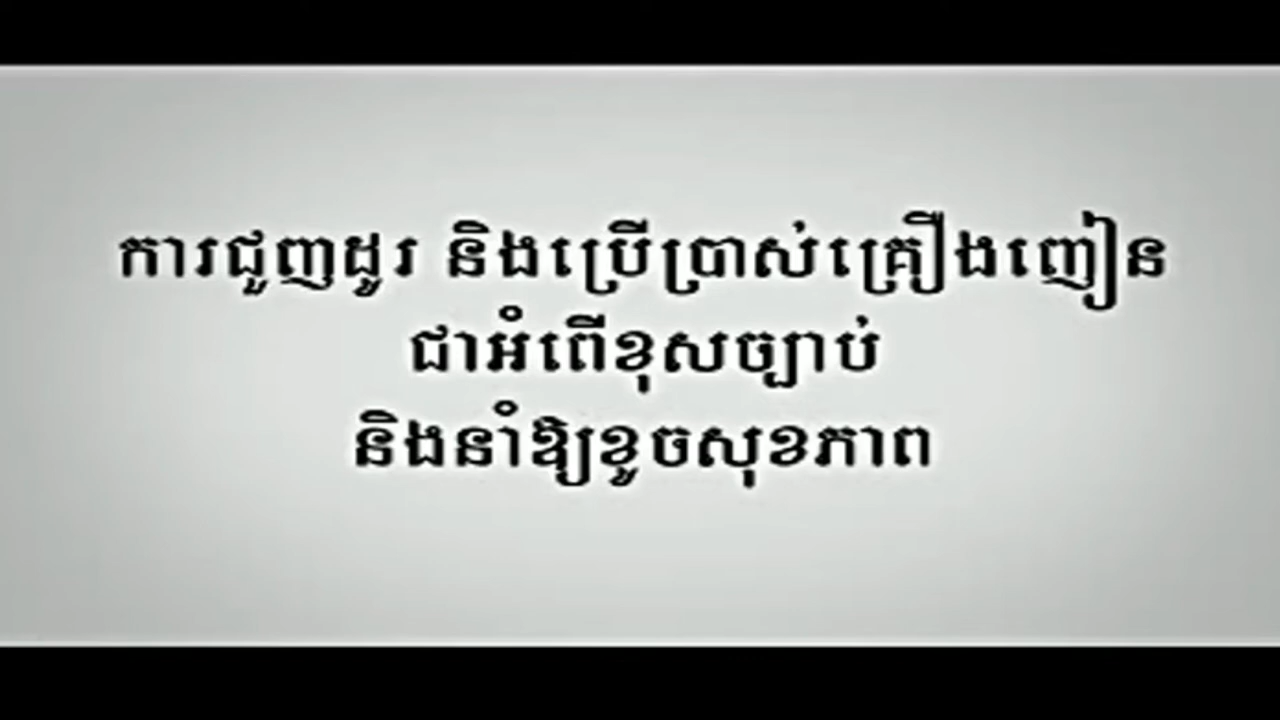 ការជួញដូរ និងប្រើប្រាស់គ្រឿងញៀន
ជាអំពើខុសច្បាប់
និងនាំឱ្យខូចសុខភាព